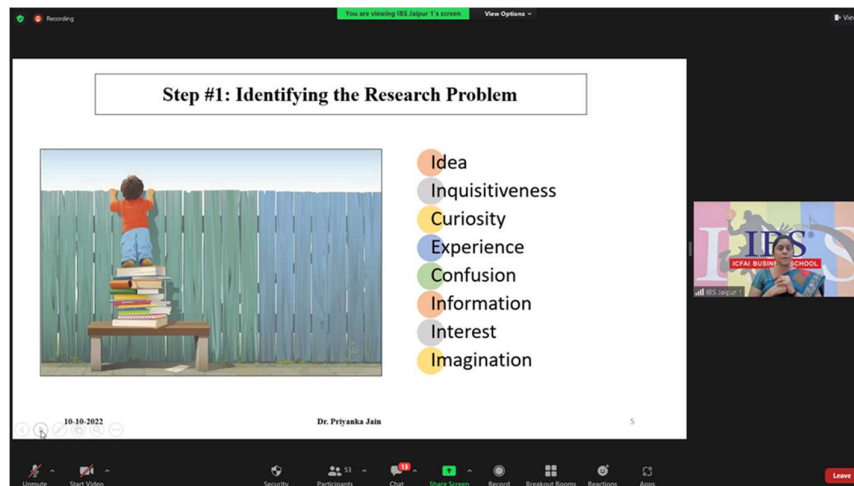 Recording
You are viewing IBS Jaipur 1's screen
View Options
View
Step #1: Identifying the Research Problem
Idea
Inquisitiveness
Curiosity
Experience
Confusion
Information
Interest
Imagination
10-10-2022
Dr. Priyanka Jain
5
IBS
ICFAI BUSINESS SCHOOL
IBS Jaipur 1
Unmute
Start Video
Security
Participants
53
Chat
13
Share Screen
Record
Breakout Rooms
Reactions
Apps
Leave